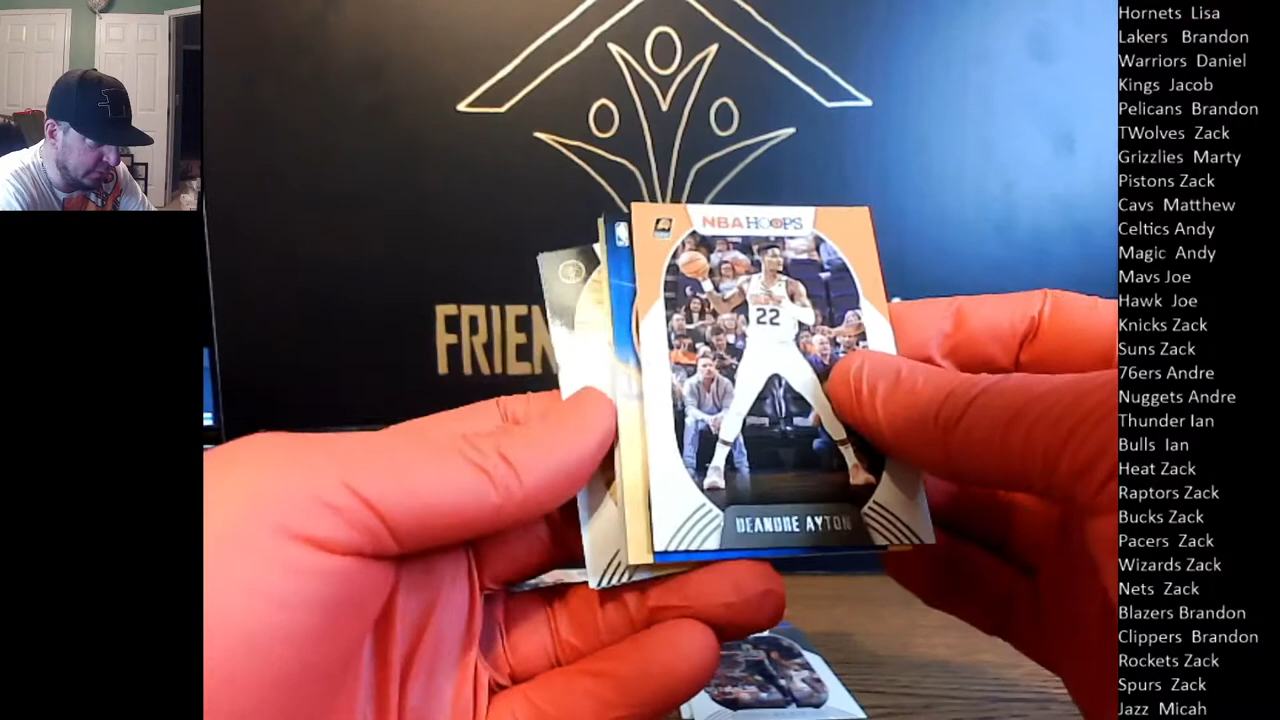 NBA HOOPS
22
DEANDRE AYTON
FRIEN
Hornets Lisa
Lakers Brandon
Warriors Daniel
Kings Jacob
Pelicans Brandon
TWolves Zack
Grizzlies Marty
Pistons Zack
Cavs Matthew
Celtics Andy
Magic Andy
Mavs Joe
Hawk Joe
Knicks Zack
Suns Zack
76ers Andre
Nuggets Andre
Thunder Ian
Bulls Ian
Heat Zack
Raptors Zack
Bucks Zack
Pacers Zack
Wizards Zack
Nets Zack
Blazers Brandon
Clippers Brandon
Rockets Zack
Spurs Zack
Jazz Micah